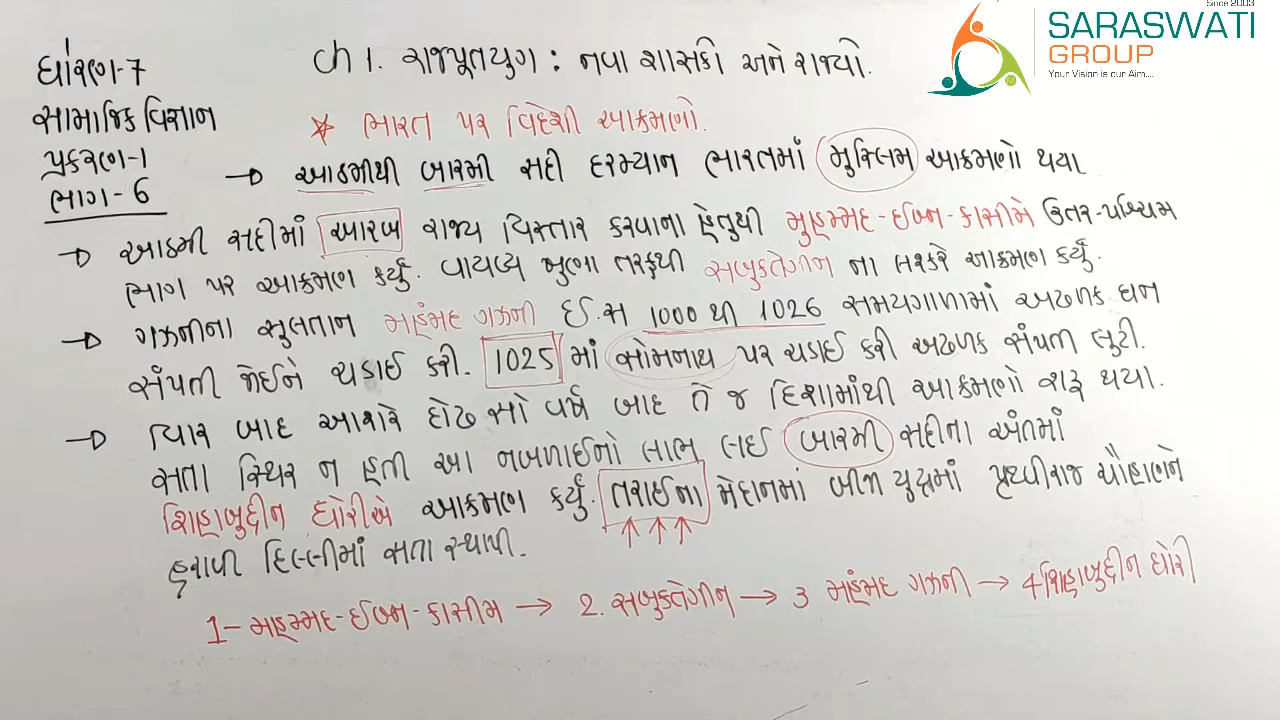 Since 2003
SARASWATI
GROUP
Your Vision is our Aim....
ધોરણ-7
સામાજિક વિજ્ઞાન
પ્રકરણ-1
ભાગ-6
ch 1. રાજપૂતયુગ : નવા શાસકો અને રાજ્યો.
* ભારત પર વિદેશી આક્રમણો.
→ આઠમીથી બારમી સદી દરમ્યાન ભારતમાં મુસ્લિમ આક્રમણો થયા
→ આઠમી સદીમાં આરબ રાજ્ય વિસ્તાર કરવાના હેતુથી મુહમ્મદ-ઈબ્ન-કાસીમે ઉતર-પશ્ચિમ
ભાગ પર આક્રમણ કર્યું. વાયવ્ય ખુણા તરફથી સબુક્તેગીન ના લશ્કરે આક્રમણ કર્યું.
→ ગઝનીના સુલતાન મહંમદ ગઝની ઈ.સ 1000 થી 1026 સમયગાળામાં અઢળક ધન
સંપતી જોઈને ચડાઈ કરી. 1025 માં સોમનાથ પર ચડાઈ કરી અઢળક સંપતી લુટી.
→ ત્યાર બાદ આશરે દોઢ સો વર્ષ બાદ તે જ દિશામાંથી આક્રમણો શરૂ થયા.
સતા સ્થિર ન હતી આ નબળાઈનો લાભ લઈ બારમી સદીના અંતમાં
શિહાબુદ્દીન ઘોરીએ આક્રમણ કર્યું. તરાઈના મેદાનમાં બીજા યુદ્ધમાં પૃથ્વીરાજ ચૌહાણને
હરાવી દિલ્લીમાં સતા સ્થાપી.
1- મહમ્મદ-ઈબ્ન-કાસીમ → 2. સબુક્તેગીન → 3 મહંમદ ગઝની → 4 શિહાબુદ્દીન ઘોરી